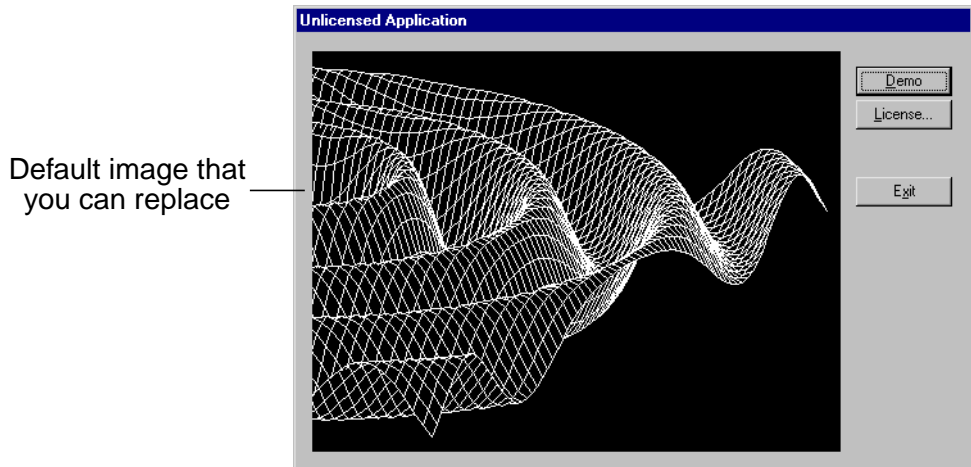 Unlicensed Application
Demo
License...
Default image that
you can replace
Exit